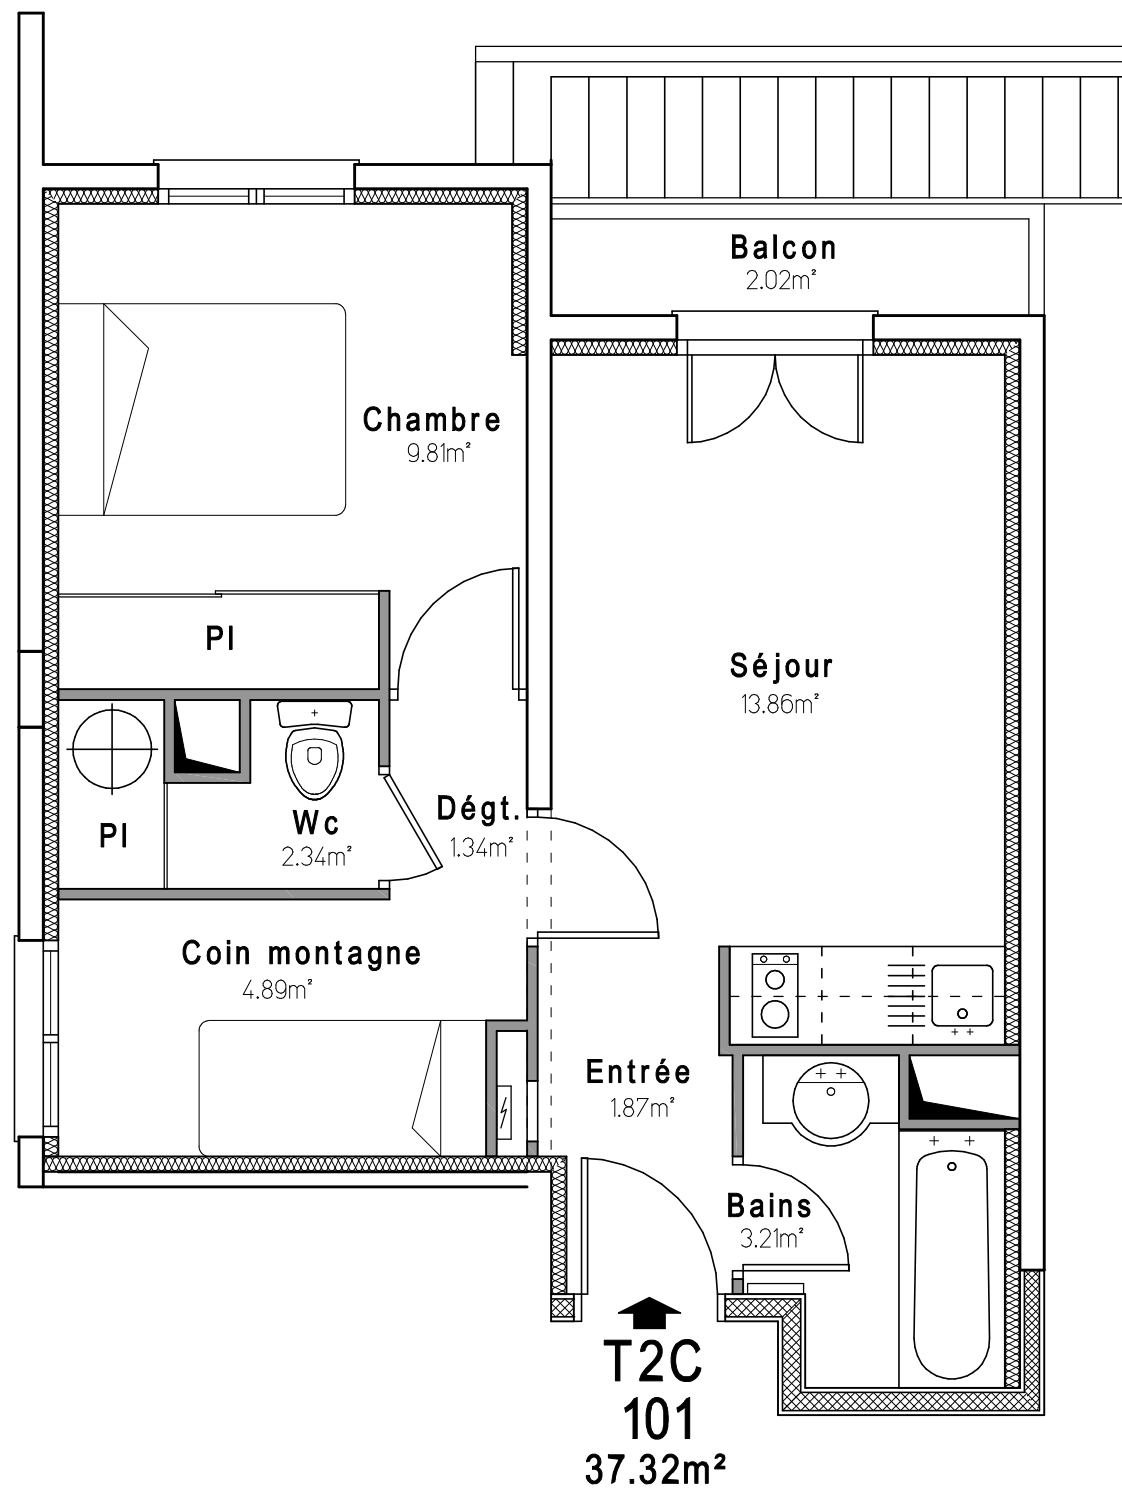 Balcon
2.02m²
Chambre
9.81m²
Pl
Séjour
13.86m²
Wc
2.34m²
Dégt.
1.34m²
Pl
Coin montagne
4.89m²
Entrée
1.87m²
Bains
3.21m²
T2C
101
37.32m²